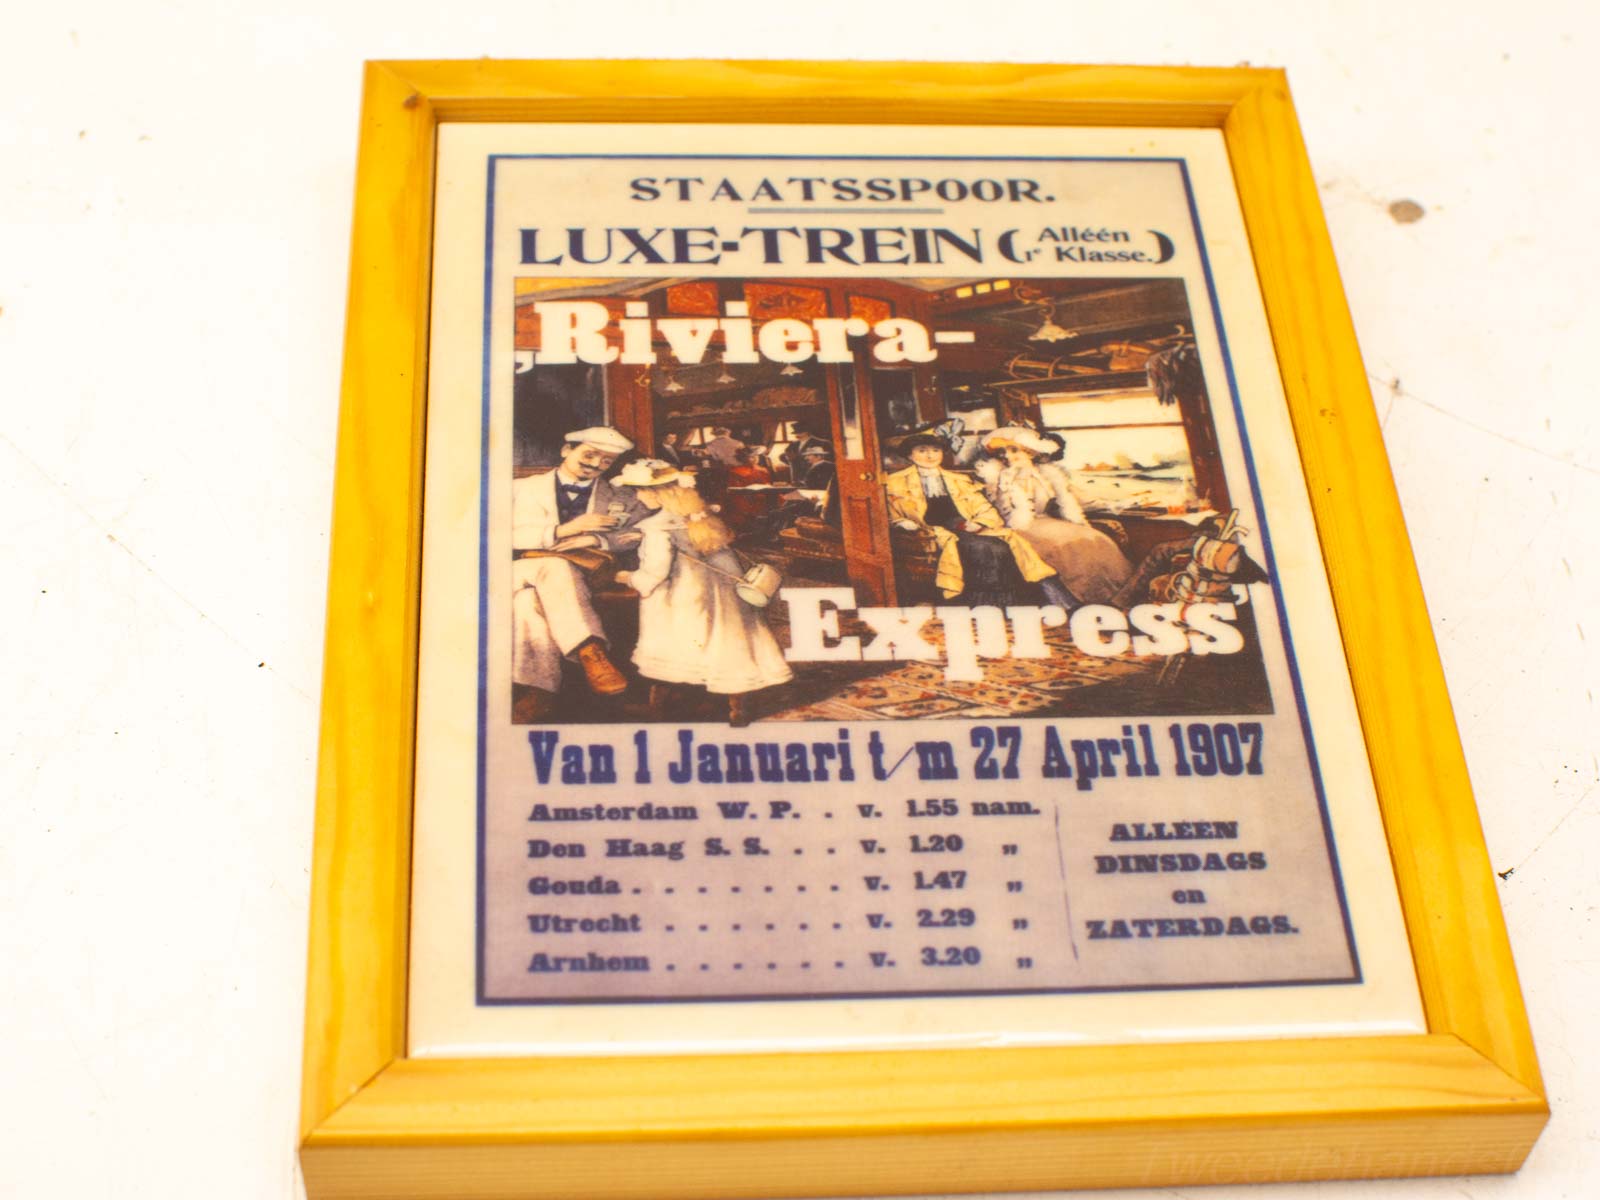 STAATSSPOOR.
LUXE-TREIN (Alléén 1e Klasse.)
„Riviera-
Express”
Van 1 Januari t/m 27 April 1907
Amsterdam W. P. . v. 1.55 nam.
Den Haag S. S. . . v. 1.20 „
Gouda . . . . . . . v. 1.47 „
Utrecht . . . . . . v. 2.29 „
Arnhem . . . . . . v. 3.20 „
ALLEEN
DINSDAGS
en
ZATERDAGS.